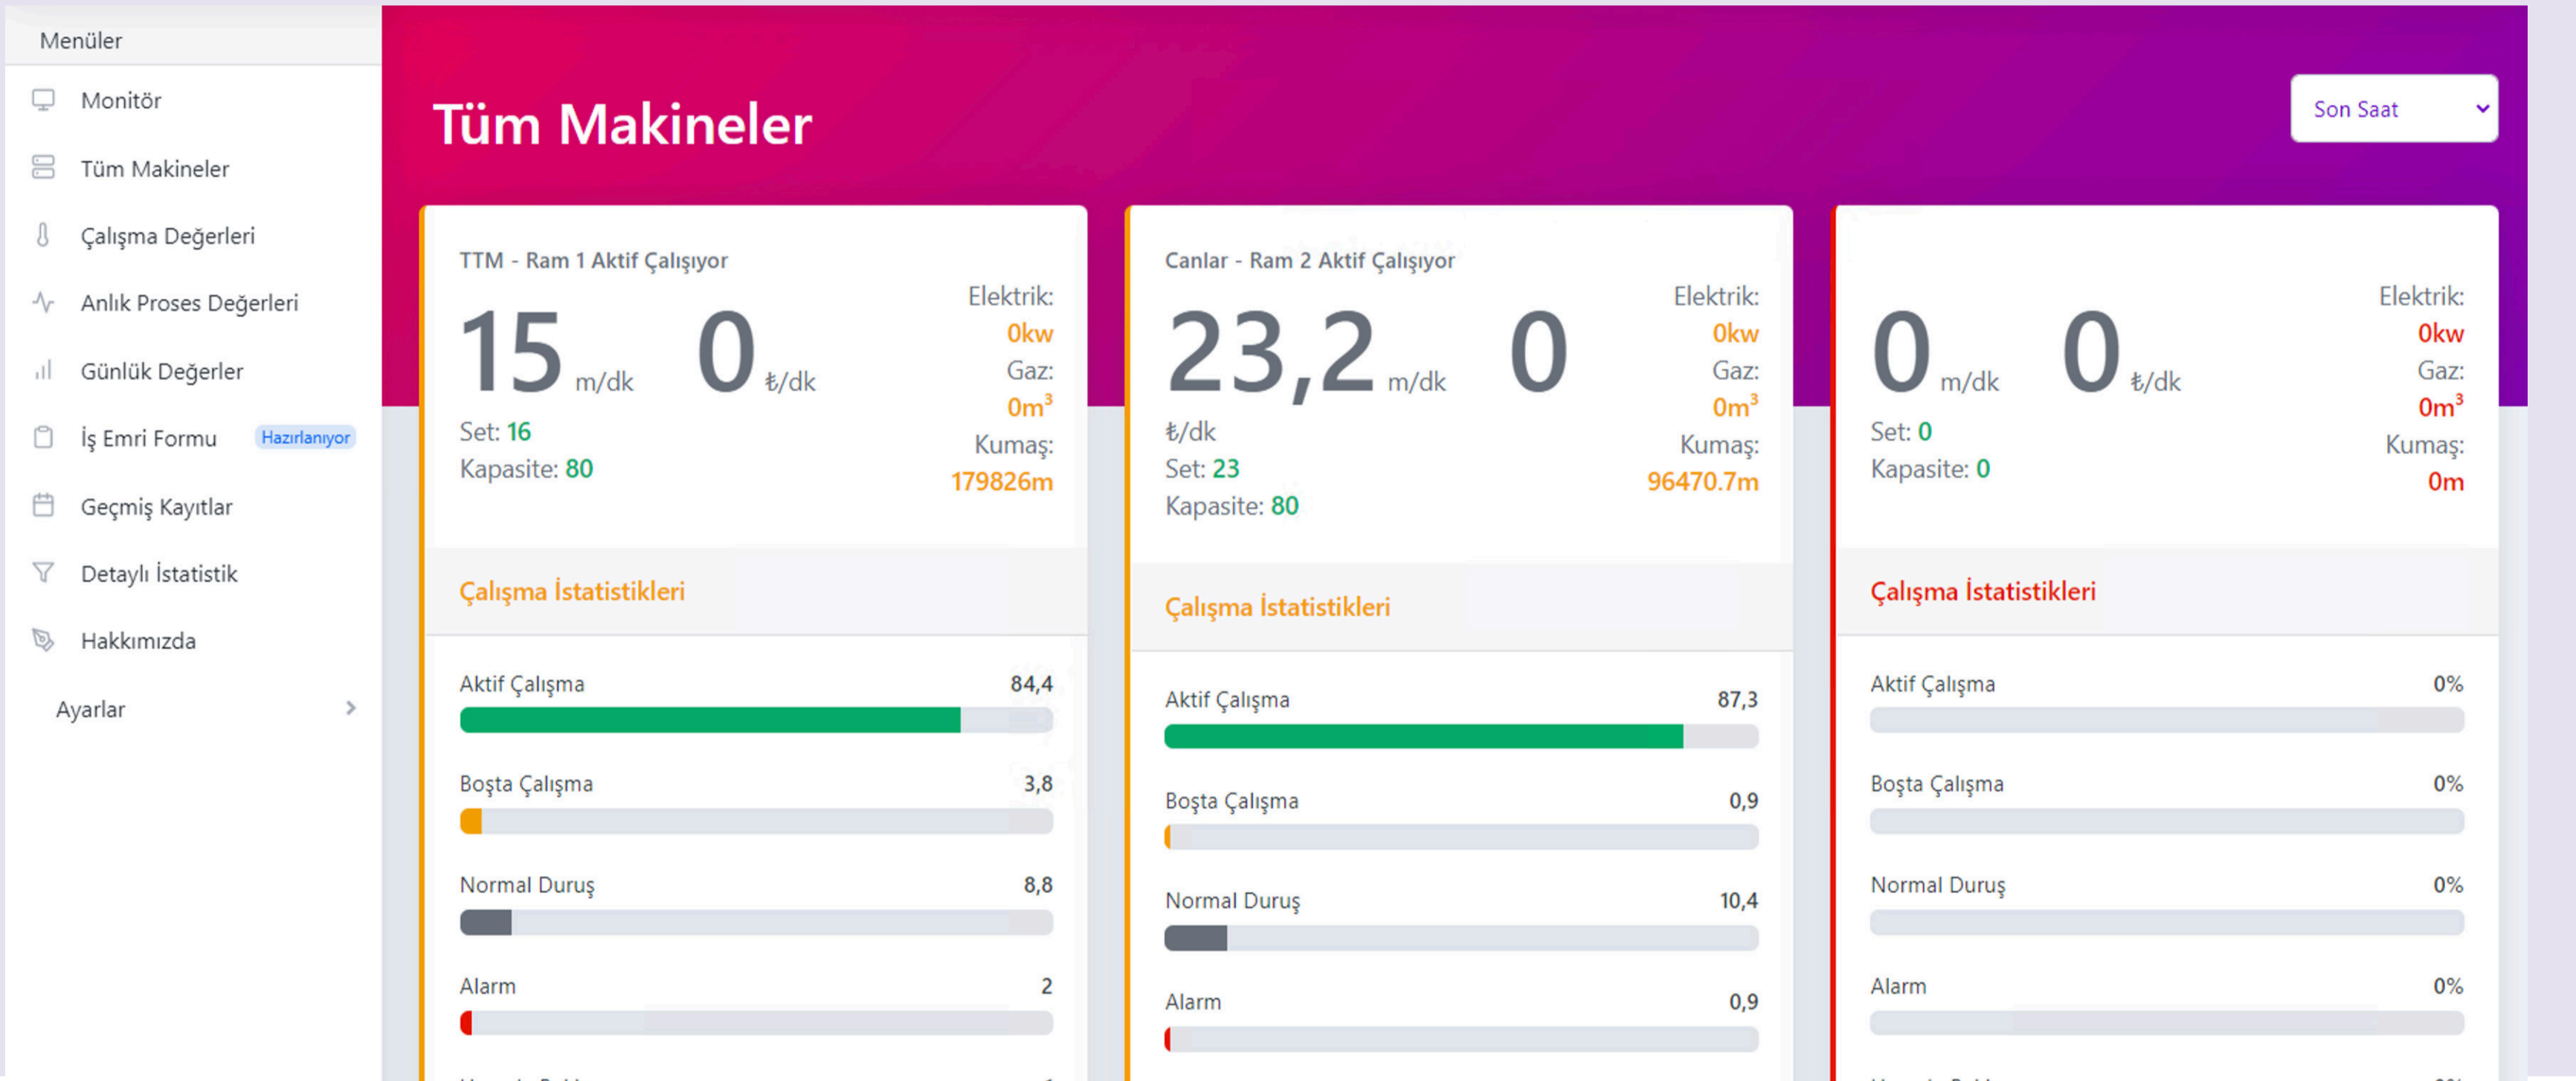 Menüler
Monitör
Tüm Makineler
Çalışma Değerleri
Anlık Proses Değerleri
Günlük Değerler
İş Emri Formu Hazırlanıyor
Geçmiş Kayıtlar
Detaylı İstatistik
Hakkımızda
Ayarlar
Tüm Makineler
Son Saat
TTM - Ram 1 Aktif Çalışıyor
15 m/dk 0 ₺/dk
Set: 16
Kapasite: 80
Elektrik:
0kw
Gaz:
0m³
Kumaş:
179826m
Çalışma İstatistikleri
Aktif Çalışma 84,4
Boşta Çalışma 3,8
Normal Duruş 8,8
Alarm 2
Canlar - Ram 2 Aktif Çalışıyor
23,2 m/dk 0
₺/dk
Set: 23
Kapasite: 80
Elektrik:
0kw
Gaz:
0m³
Kumaş:
96470.7m
Çalışma İstatistikleri
Aktif Çalışma 87,3
Boşta Çalışma 0,9
Normal Duruş 10,4
Alarm 0,9
0 m/dk 0 ₺/dk
Set: 0
Kapasite: 0
Elektrik:
0kw
Gaz:
0m³
Kumaş:
0m
Çalışma İstatistikleri
Aktif Çalışma 0%
Boşta Çalışma 0%
Normal Duruş 0%
Alarm 0%